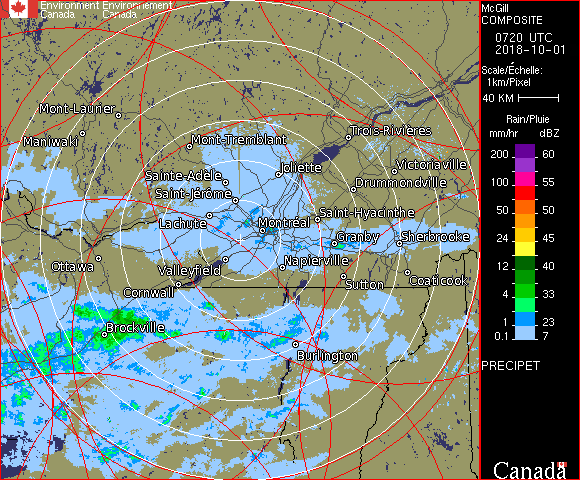 Environment Environnement
Canada Canada
McGill
COMPOSITE
0720 UTC
2018-10-01
Scale/Échelle:
1km/Pixel
40 KM
Rain/Pluie
mm/hr dBZ
200 60
100 55
50 50
24 45
12 40
4 33
1 23
0.1 7
PRECIPET
Canada
Mont-Laurier
Maniwaki
Mont-Tremblant
Trois-Rivières
Joliette
Victoriaville
Sainte-Adèle
Drummondville
Saint-Jérôme
Lachute
Saint-Hyacinthe
Montréal
Granby
Sherbrooke
Ottawa
Valleyfield
Napierville
Cornwall
Sutton
Coaticook
Brockville
Burlington